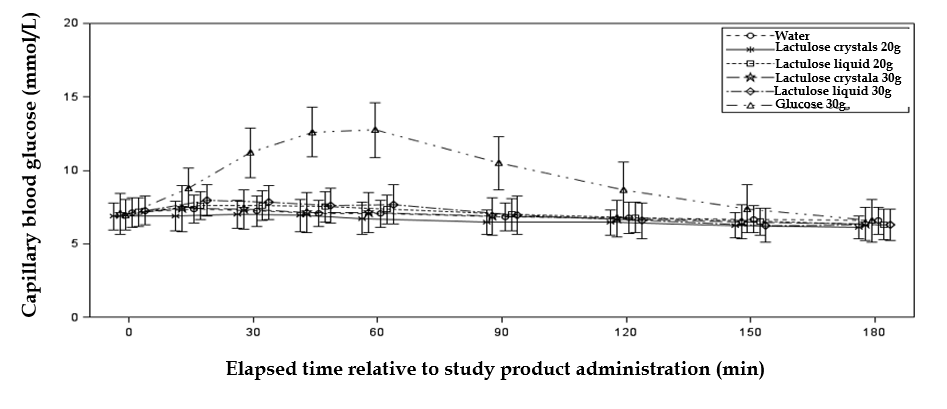 Capillary blood glucose (mmol/L)
20
15
10
5
0
Water
Lactulose crystals 20g
Lactulose liquid 20g
Lactulose crystala 30g
Lactulose liquid 30g
Glucose 30g
0 30 60 90 120 150 180
Elapsed time relative to study product administration (min)